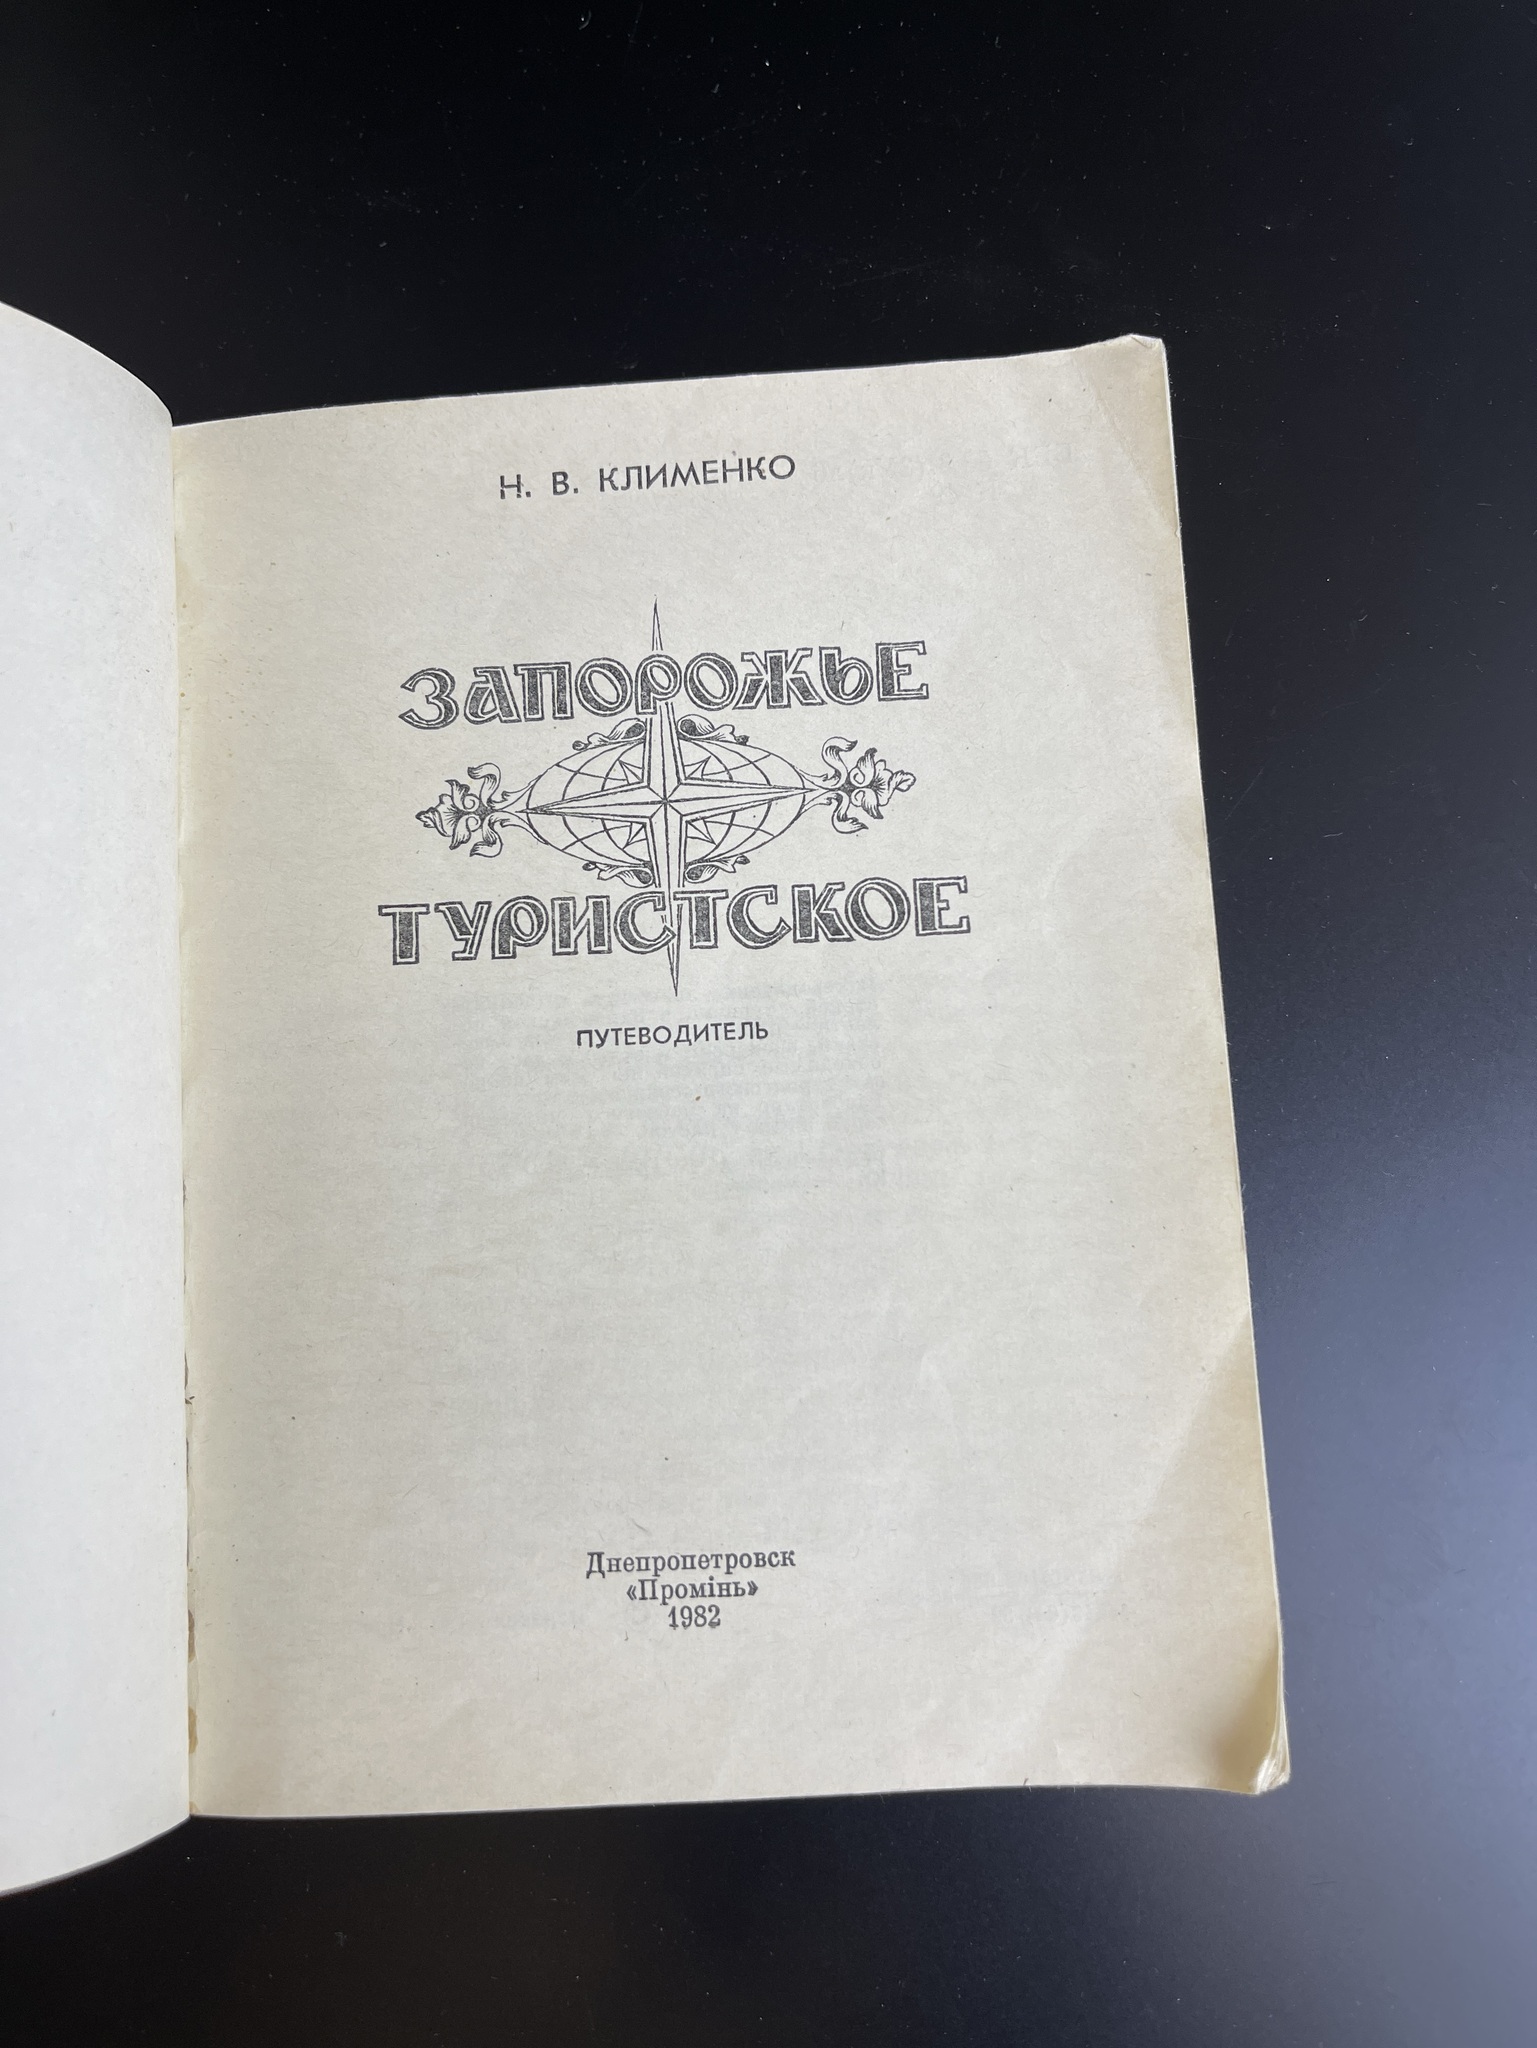 Н. В. КЛИМЕНКО
ЗАПОРОЖЬЕ
ТУРИСТСКОЕ
ПУТЕВОДИТЕЛЬ
Днепропетровск
«Промінь»
1982